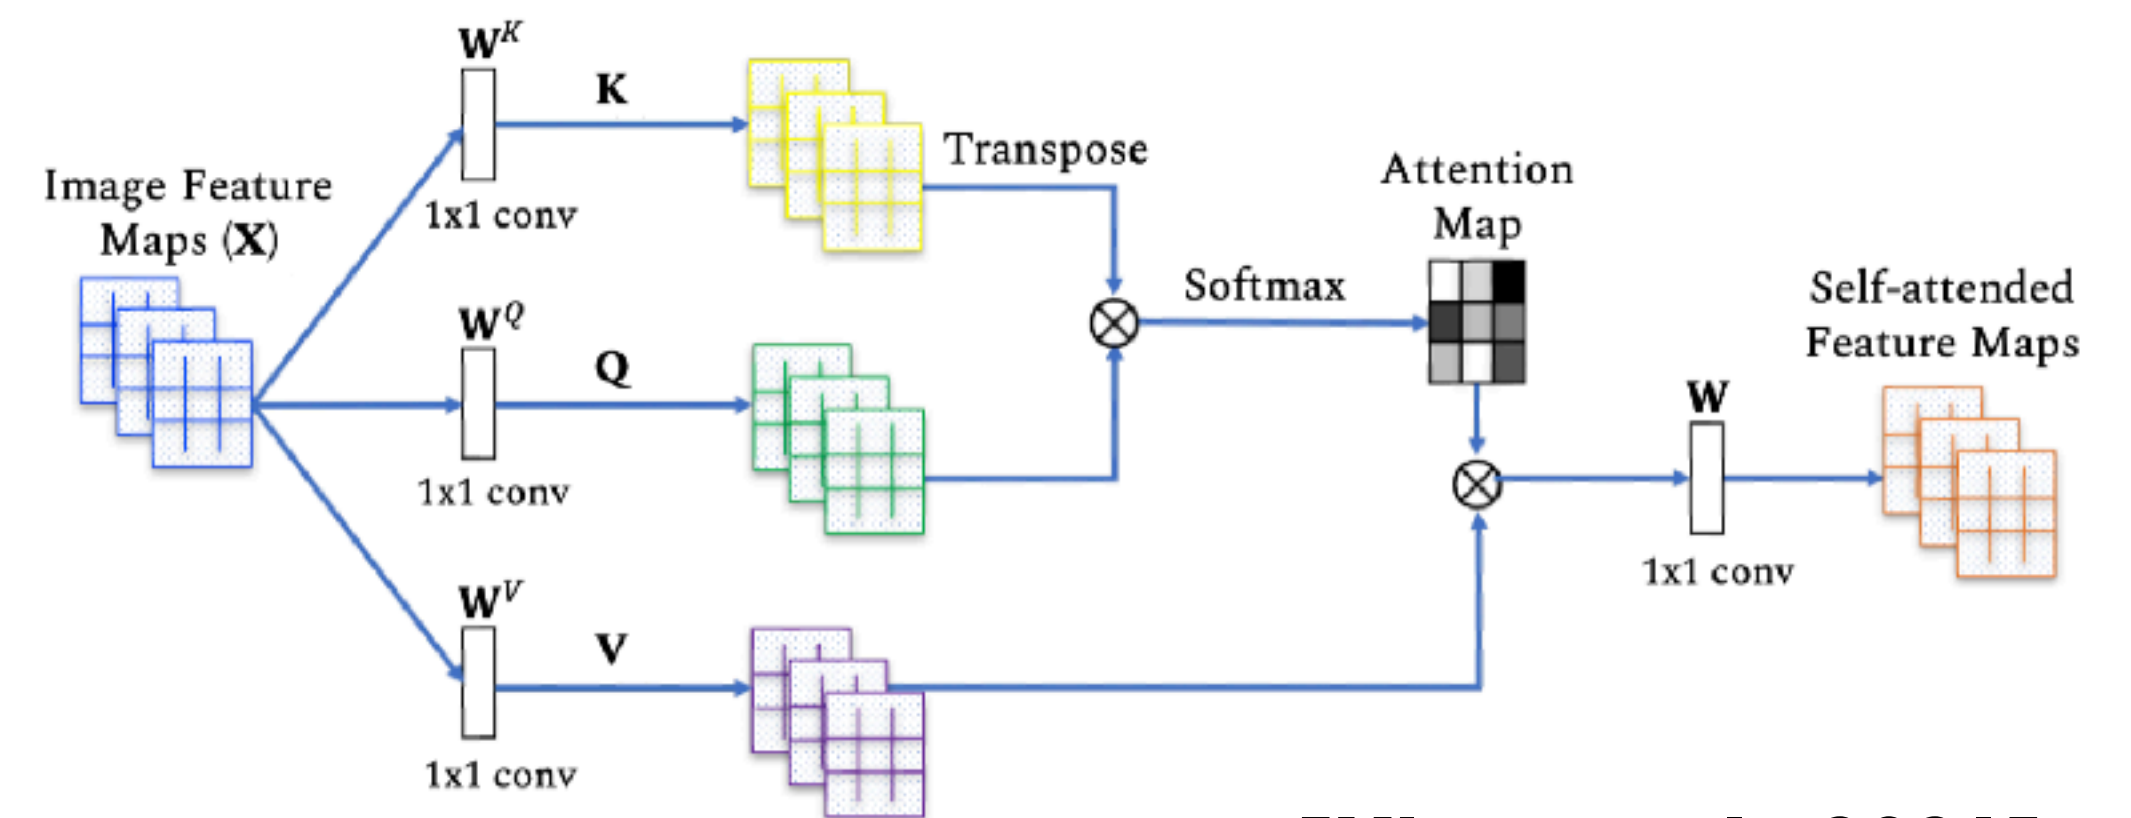 W^K
K
Transpose
Image Feature
Maps (X)
1x1 conv
Attention
Map
Softmax
W^Q
Q
1x1 conv
Self-attended
Feature Maps
W
1x1 conv
W^V
V
1x1 conv